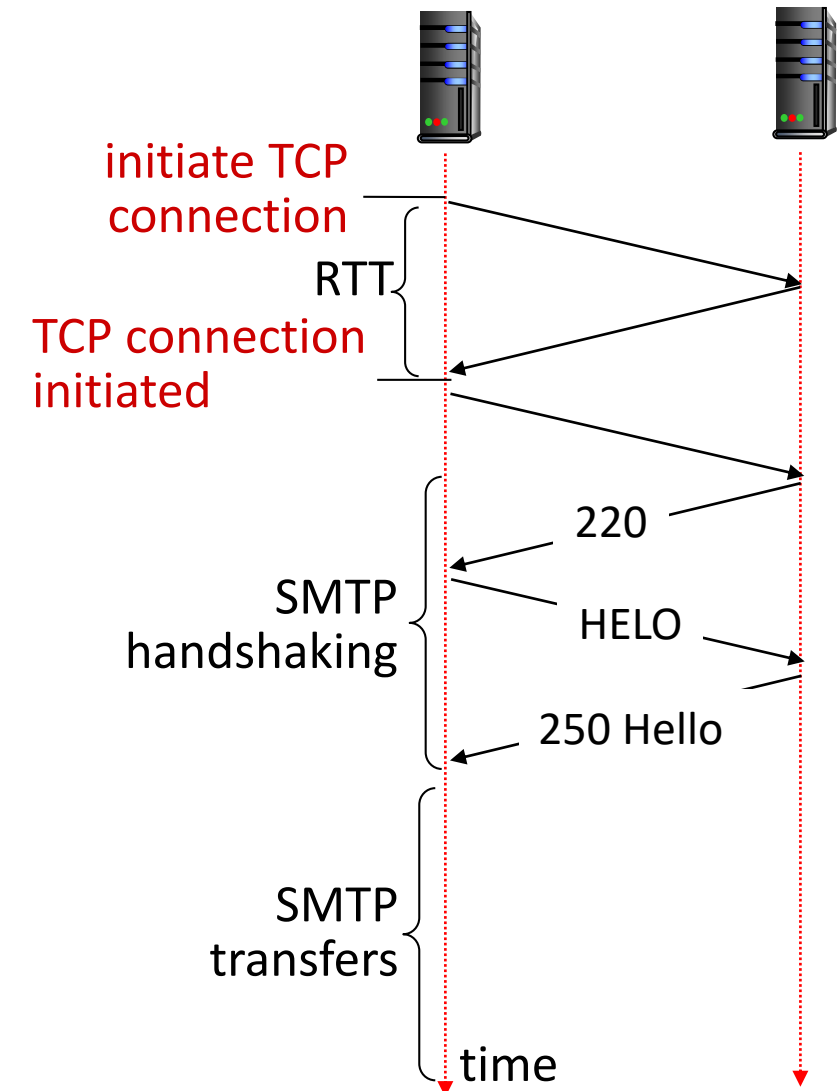 initiate TCP
connection
RTT
TCP connection
initiated
220
SMTP
handshaking
HELO
250 Hello
SMTP
transfers
time